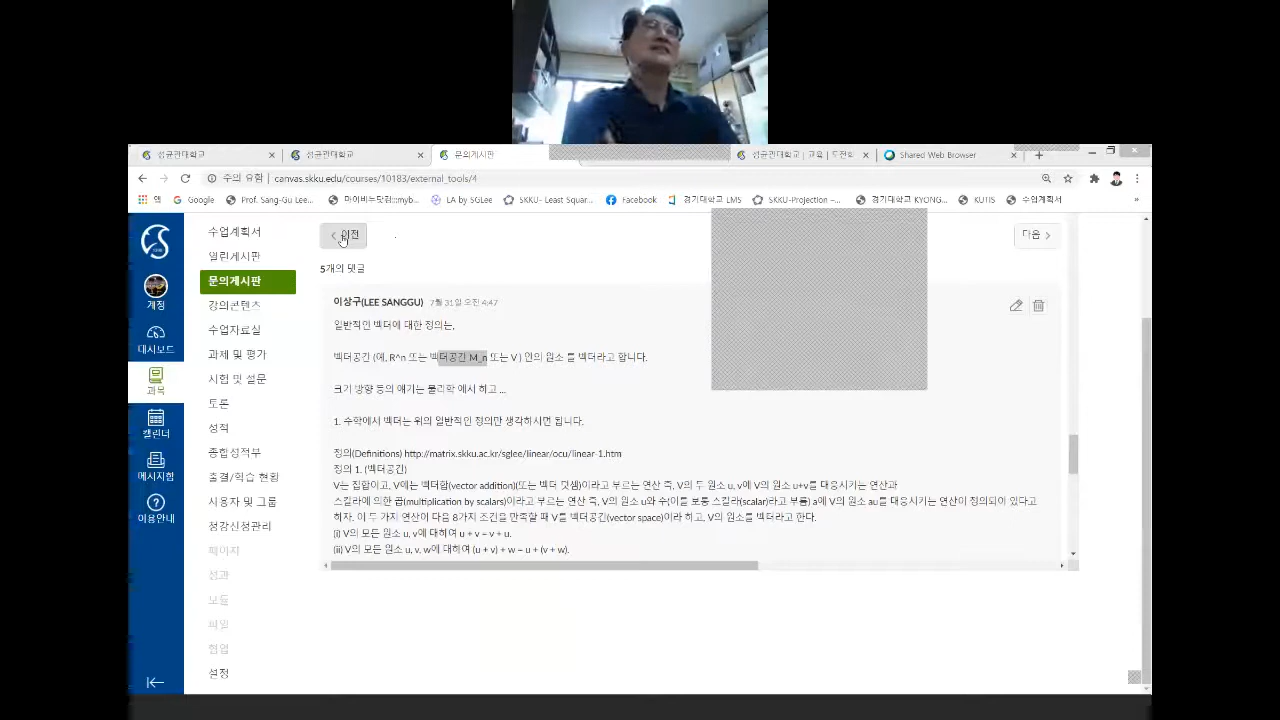 성균관대학교
성균관대학교
문의게시판
성균관대학교 | 교육 | 도전학
Shared Web Browser
주의 요함 | canvas.skku.edu/courses/10183/external_tools/4
앱
Google
Prof. Sang-Gu Lee...
마이비누닷컴:::myb...
LA by SGLee
SKKU- Least Squar...
Facebook
경기대학교 LMS
SKKU-Projection -...
경기대학교 KYONG...
KUTIS
수업계획서
»
계정
대시보드
과목
캘린더
메시지함
이용안내
수업계획서
열린게시판
문의게시판
강의콘텐츠
수업자료실
과제 및 평가
시험 및 설문
토론
성적
종합성적부
출결/학습 현황
사용자 및 그룹
청강신청관리
페이지
성과
모듈
파일
협업
설정
이전
다음
5개의 댓글
이상구(LEE SANGGU) 7월 31일 오전 4:47
일반적인 벡터에 대한 정의는,
벡터공간 (예, R^n 또는 벡터공간 M_n 또는 V ) 안의 원소 를 벡터라고 합니다.
크기 방향 등의 얘기는 물리학 에서 하고 ...
1. 수학에서 벡터는 위의 일반적인 정의만 생각하시면 됩니다.
정의(Definitions) http://matrix.skku.ac.kr/sglee/linear/ocu/linear-1.htm
정의 1. (벡터공간)
V는 집합이고, V에는 벡터합(vector addition)(또는 벡터 덧셈)이라고 부르는 연산 즉, V의 두 원소 u, v에 V의 원소 u+v를 대응시키는 연산과
스칼라에 의한 곱(multiplication by scalars)이라고 부르는 연산 즉, V의 원소 u와 수(이를 보통 스칼라(scalar)라고 부름) a에 V의 원소 au를 대응시키는 연산이 정의되어 있다고
하자. 이 두 가지 연산이 다음 8가지 조건을 만족할 때 V를 벡터공간(vector space)이라 하고, V의 원소를 벡터라고 한다.
(i) V의 모든 원소 u, v에 대하여 u + v = v + u.
(ii) V의 모든 원소 u, v, w에 대하여 (u + v) + w = u + (v + w).